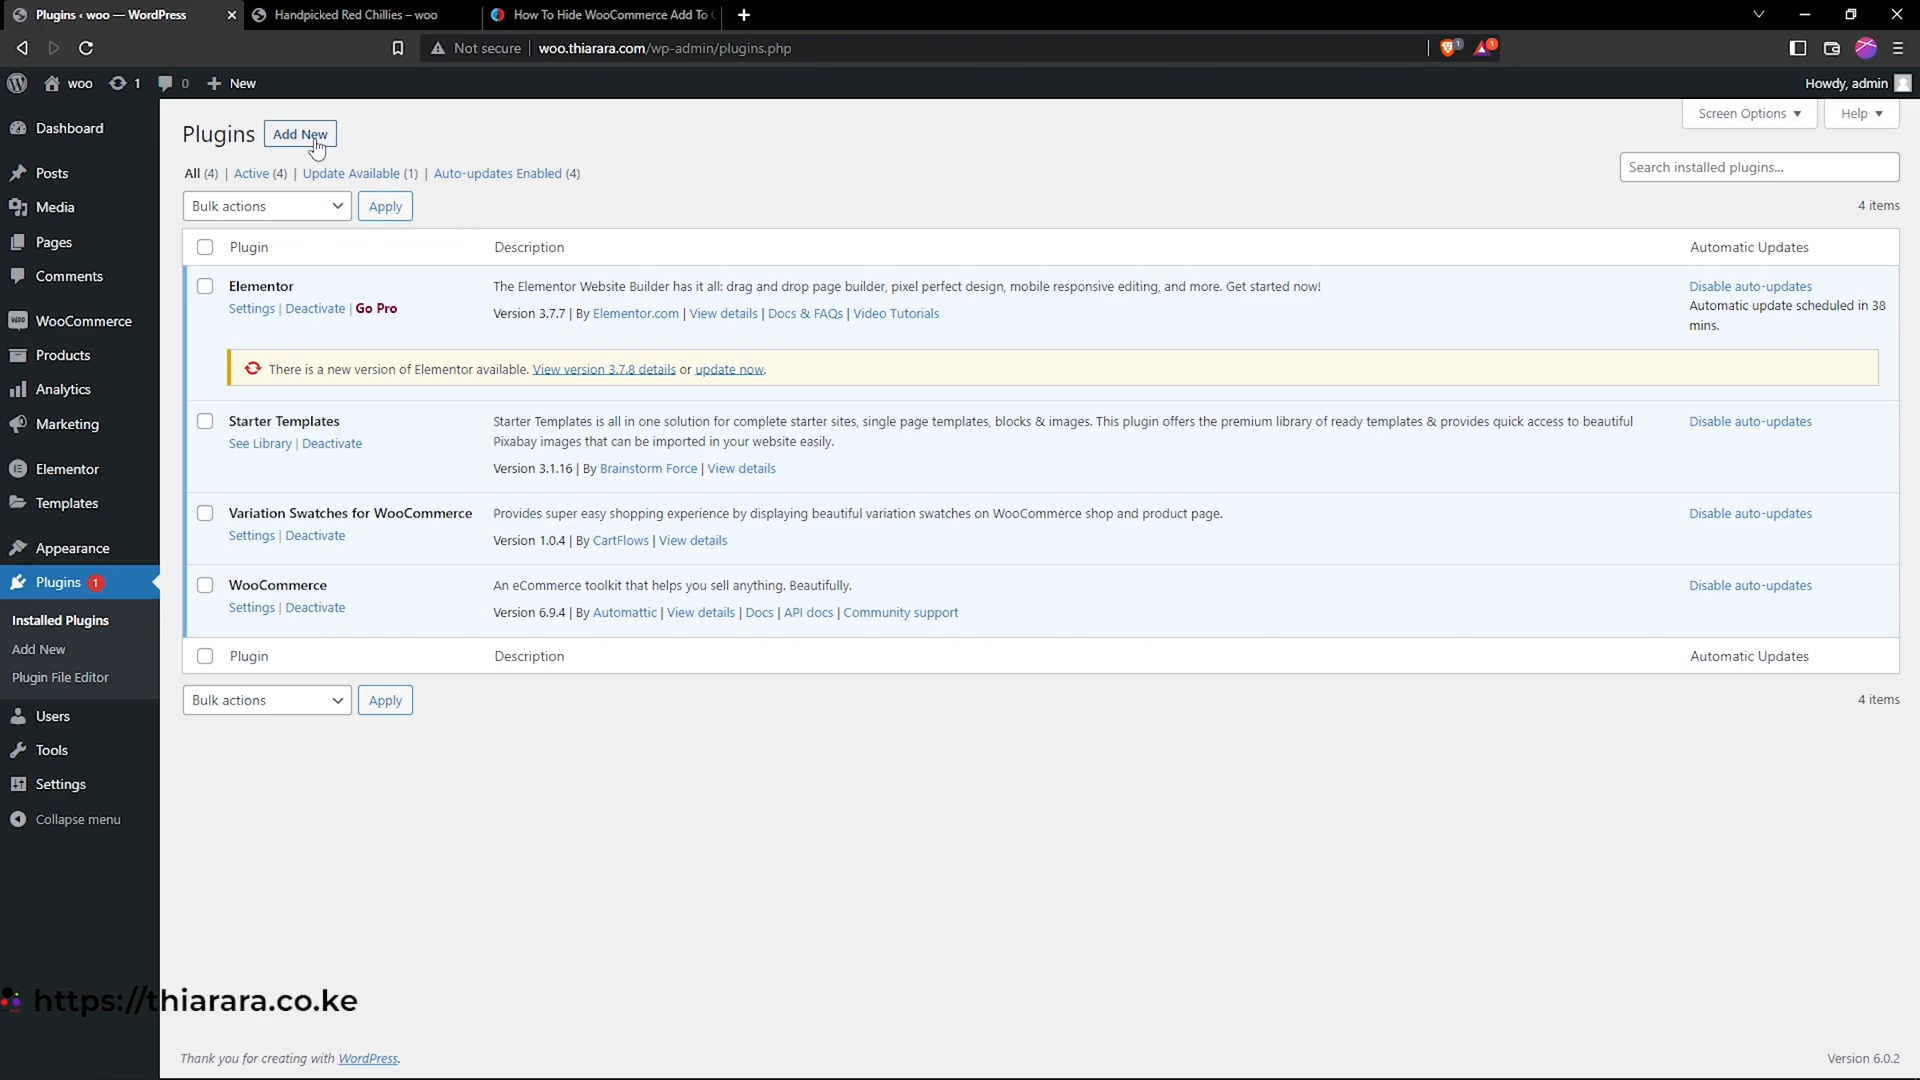 Plugins ‹ woo — WordPress
Handpicked Red Chillies – woo
How To Hide WooCommerce Add To
Not secure
woo.thiarara.com/wp-admin/plugins.php
1
1
woo
1
0
New
Howdy, admin
Dashboard
Posts
Media
Pages
Comments
WooCommerce
Products
Analytics
Marketing
Elementor
Templates
Appearance
Plugins 1
Installed Plugins
Add New
Plugin File Editor
Users
Tools
Settings
Collapse menu
Plugins
Add New
Screen Options
Help
All (4) | Active (4) | Update Available (1) | Auto-updates Enabled (4)
Search installed plugins...
Bulk actions
Apply
4 items
Plugin
Description
Automatic Updates
Elementor
Settings | Deactivate | Go Pro
The Elementor Website Builder has it all: drag and drop page builder, pixel perfect design, mobile responsive editing, and more. Get started now!
Version 3.7.7 | By Elementor.com | View details | Docs & FAQs | Video Tutorials
Disable auto-updates
Automatic update scheduled in 38
mins.
There is a new version of Elementor available. View version 3.7.8 details or update now.
Starter Templates
See Library | Deactivate
Starter Templates is all in one solution for complete starter sites, single page templates, blocks & images. This plugin offers the premium library of ready templates & provides quick access to beautiful
Pixabay images that can be imported in your website easily.
Version 3.1.16 | By Brainstorm Force | View details
Disable auto-updates
Variation Swatches for WooCommerce
Settings | Deactivate
Provides super easy shopping experience by displaying beautiful variation swatches on WooCommerce shop and product page.
Version 1.0.4 | By CartFlows | View details
Disable auto-updates
WooCommerce
Settings | Deactivate
An eCommerce toolkit that helps you sell anything. Beautifully.
Version 6.9.4 | By Automattic | View details | Docs | API docs | Community support
Disable auto-updates
Plugin
Description
Automatic Updates
Bulk actions
Apply
4 items
https://thiarara.co.ke
Thank you for creating with WordPress.
Version 6.0.2